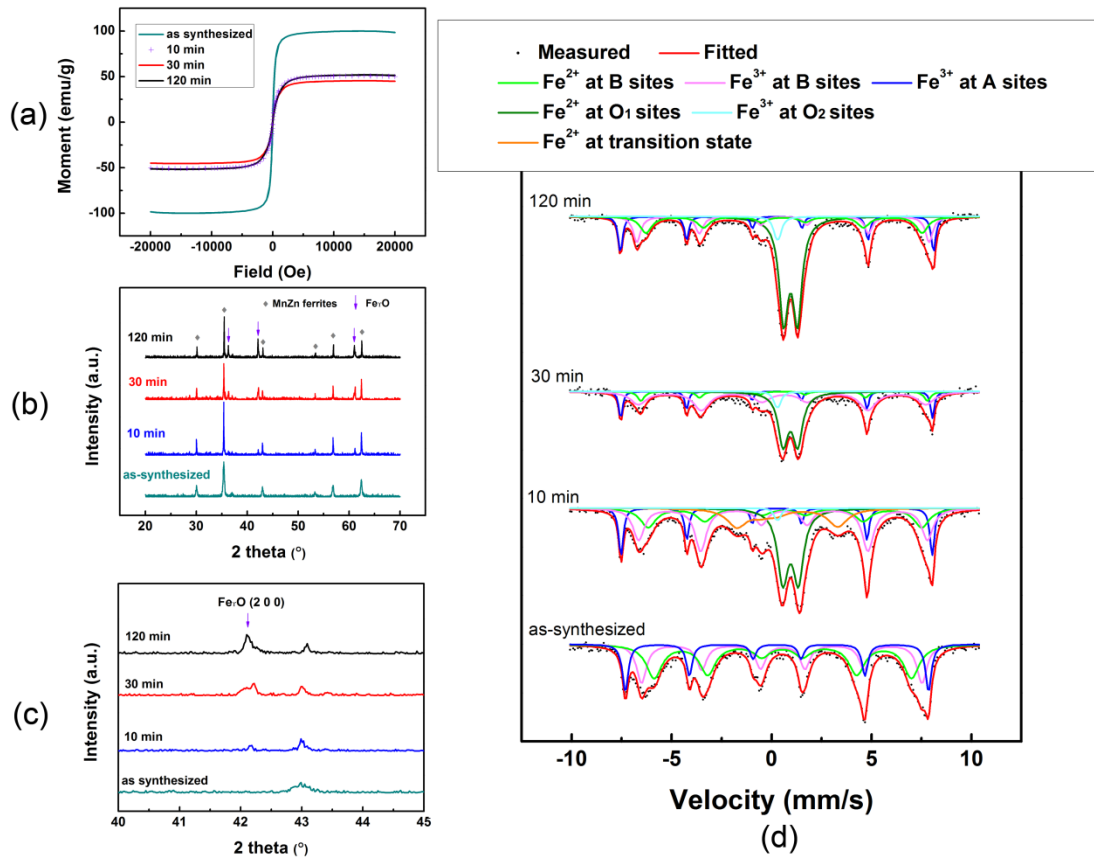 (a)
Moment (emu/g)
100
50
0
-50
-100
as synthesized
10 min
30 min
120 min
-20000 -10000 0 10000 20000
Field (Oe)
(b)
Intensity (a.u.)
MnZn ferrites FeᵧO
120 min
30 min
10 min
as-synthesized
20 30 40 50 60 70
2 theta (°)
(c)
Intensity (a.u.)
FeᵧO (2 0 0)
120 min
30 min
10 min
as synthesized
40 41 42 43 44 45
2 theta (°)
Measured Fitted
Fe²⁺ at B sites Fe³⁺ at B sites Fe³⁺ at A sites
Fe²⁺ at O₁ sites Fe³⁺ at O₂ sites
Fe²⁺ at transition state
120 min
30 min
10 min
as-synthesized
-10 -5 0 5 10
Velocity (mm/s)
(d)